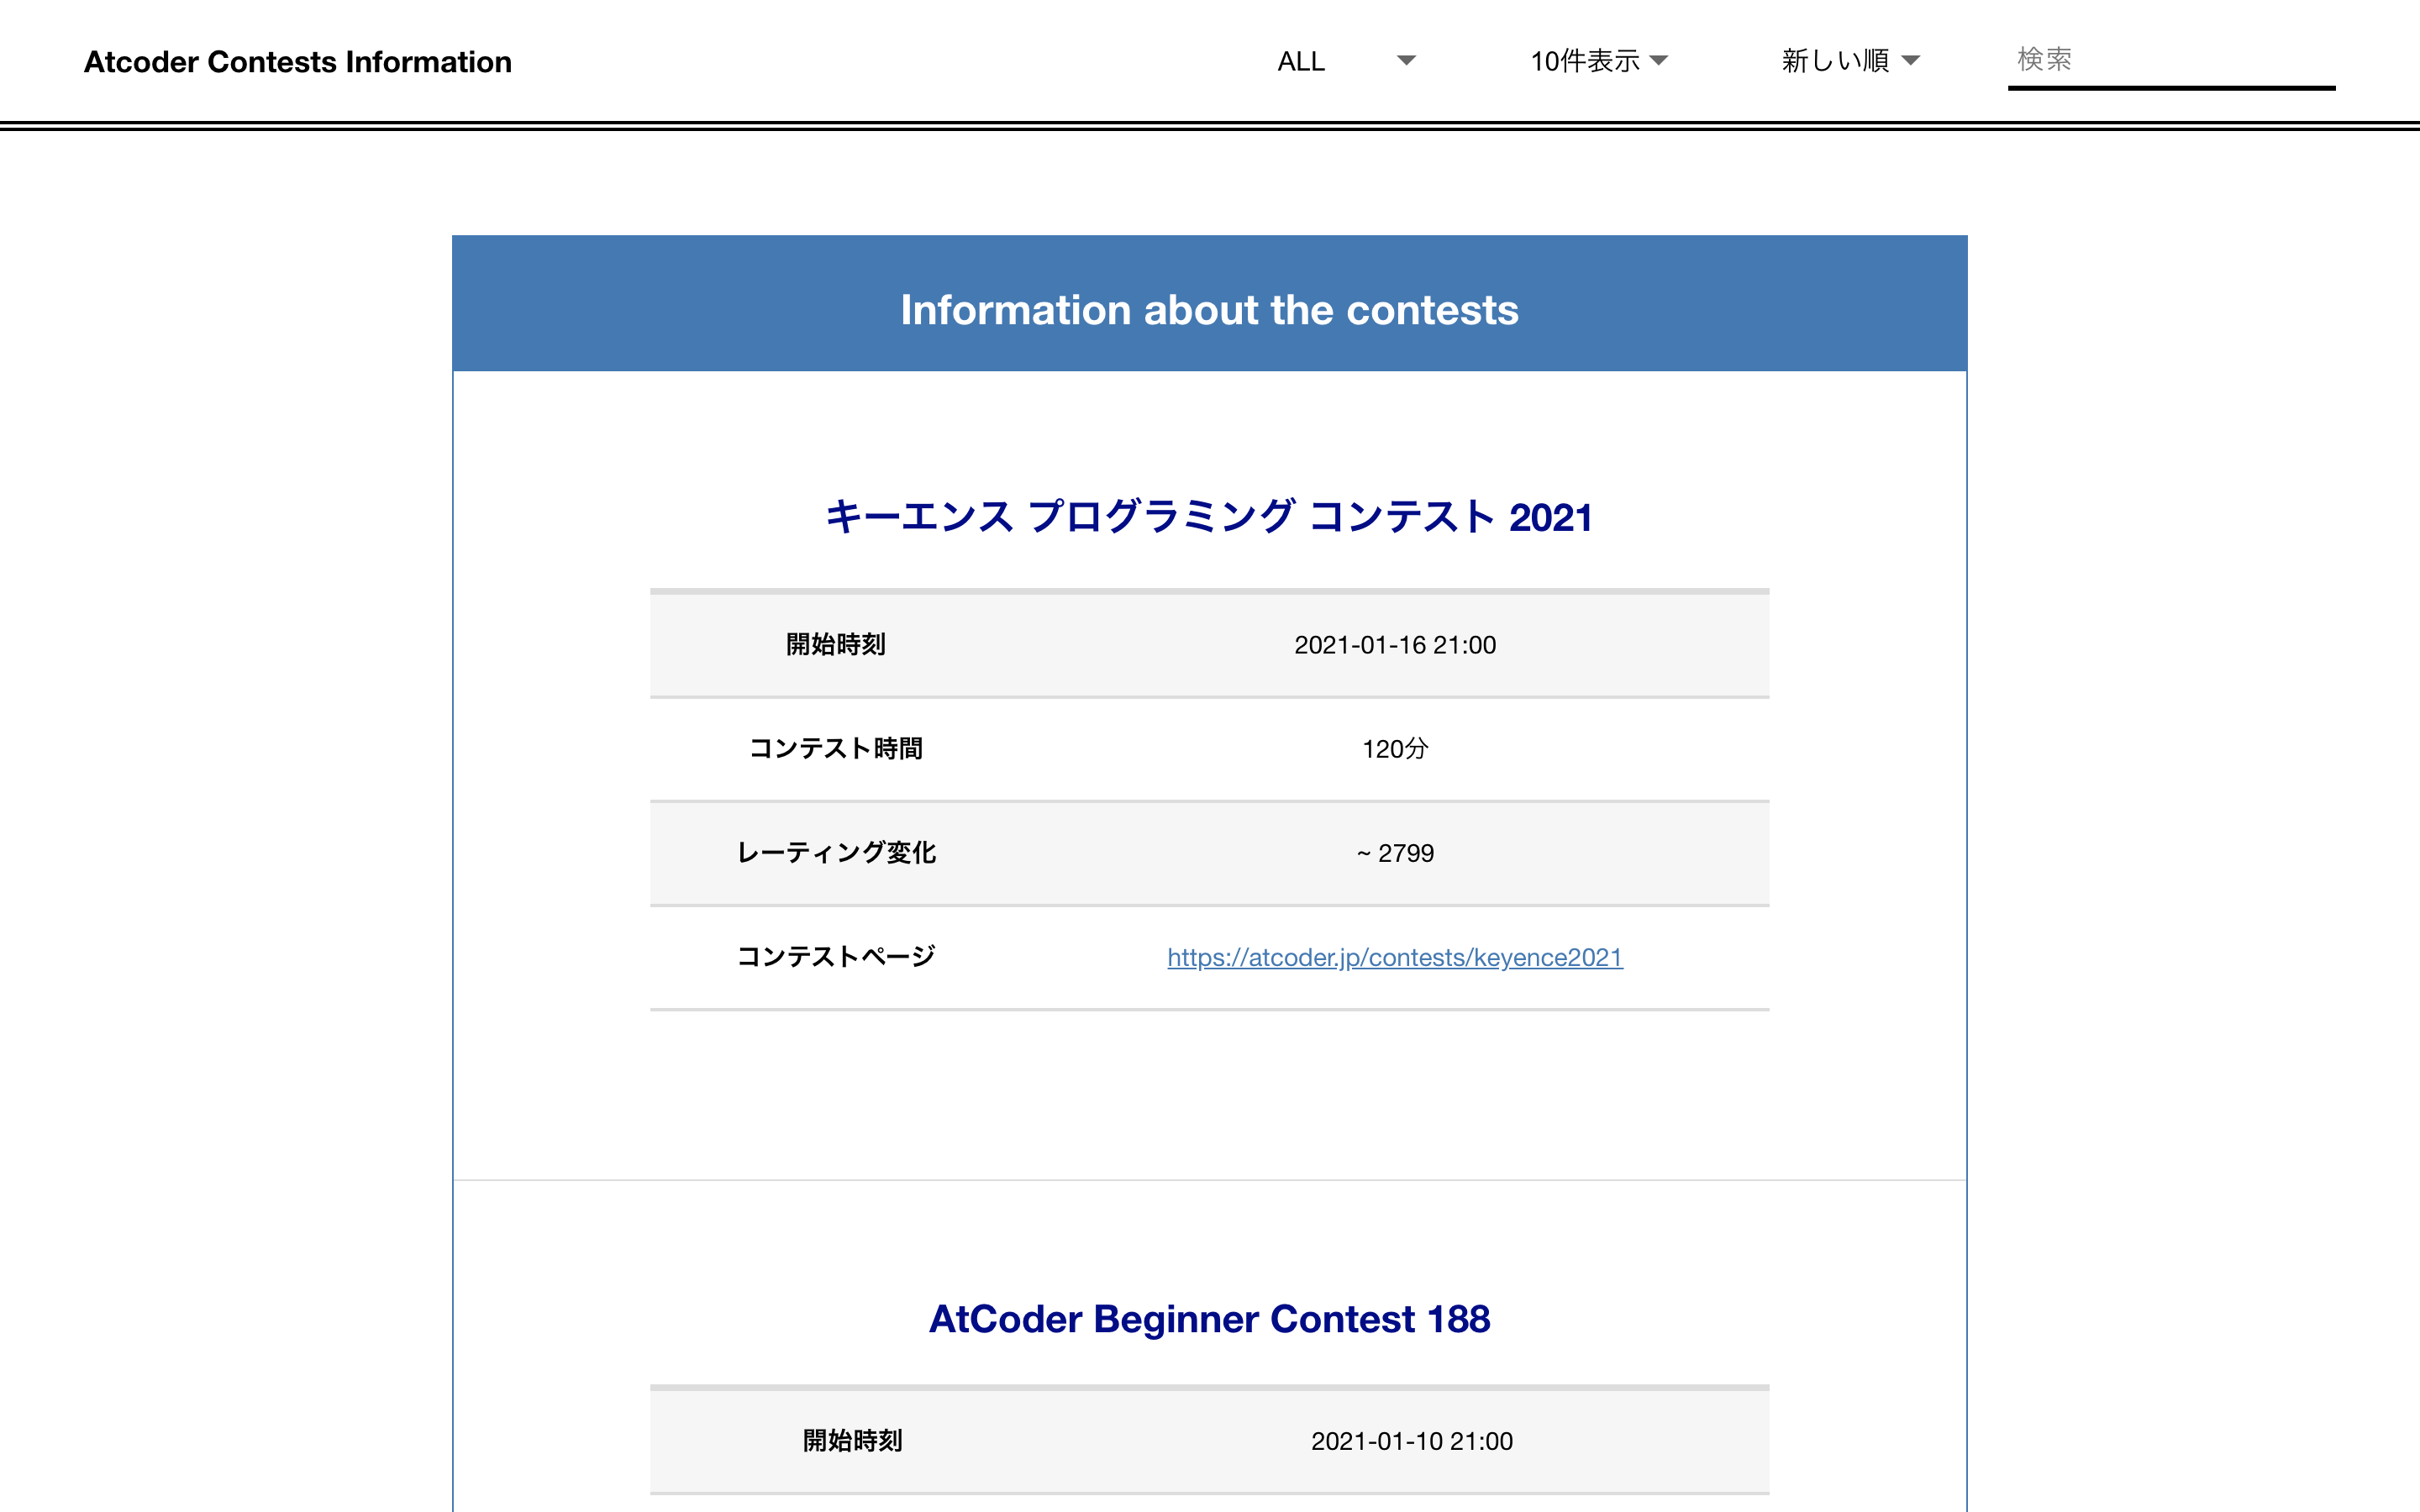 Atcoder Contests Information
ALL
10件表示
新しい順
検索
Information about the contests
キーエンス プログラミング コンテスト 2021
開始時刻 2021-01-16 21:00
コンテスト時間 120分
レーティング変化 ~ 2799
コンテストページ https://atcoder.jp/contests/keyence2021
AtCoder Beginner Contest 188
開始時刻 2021-01-10 21:00